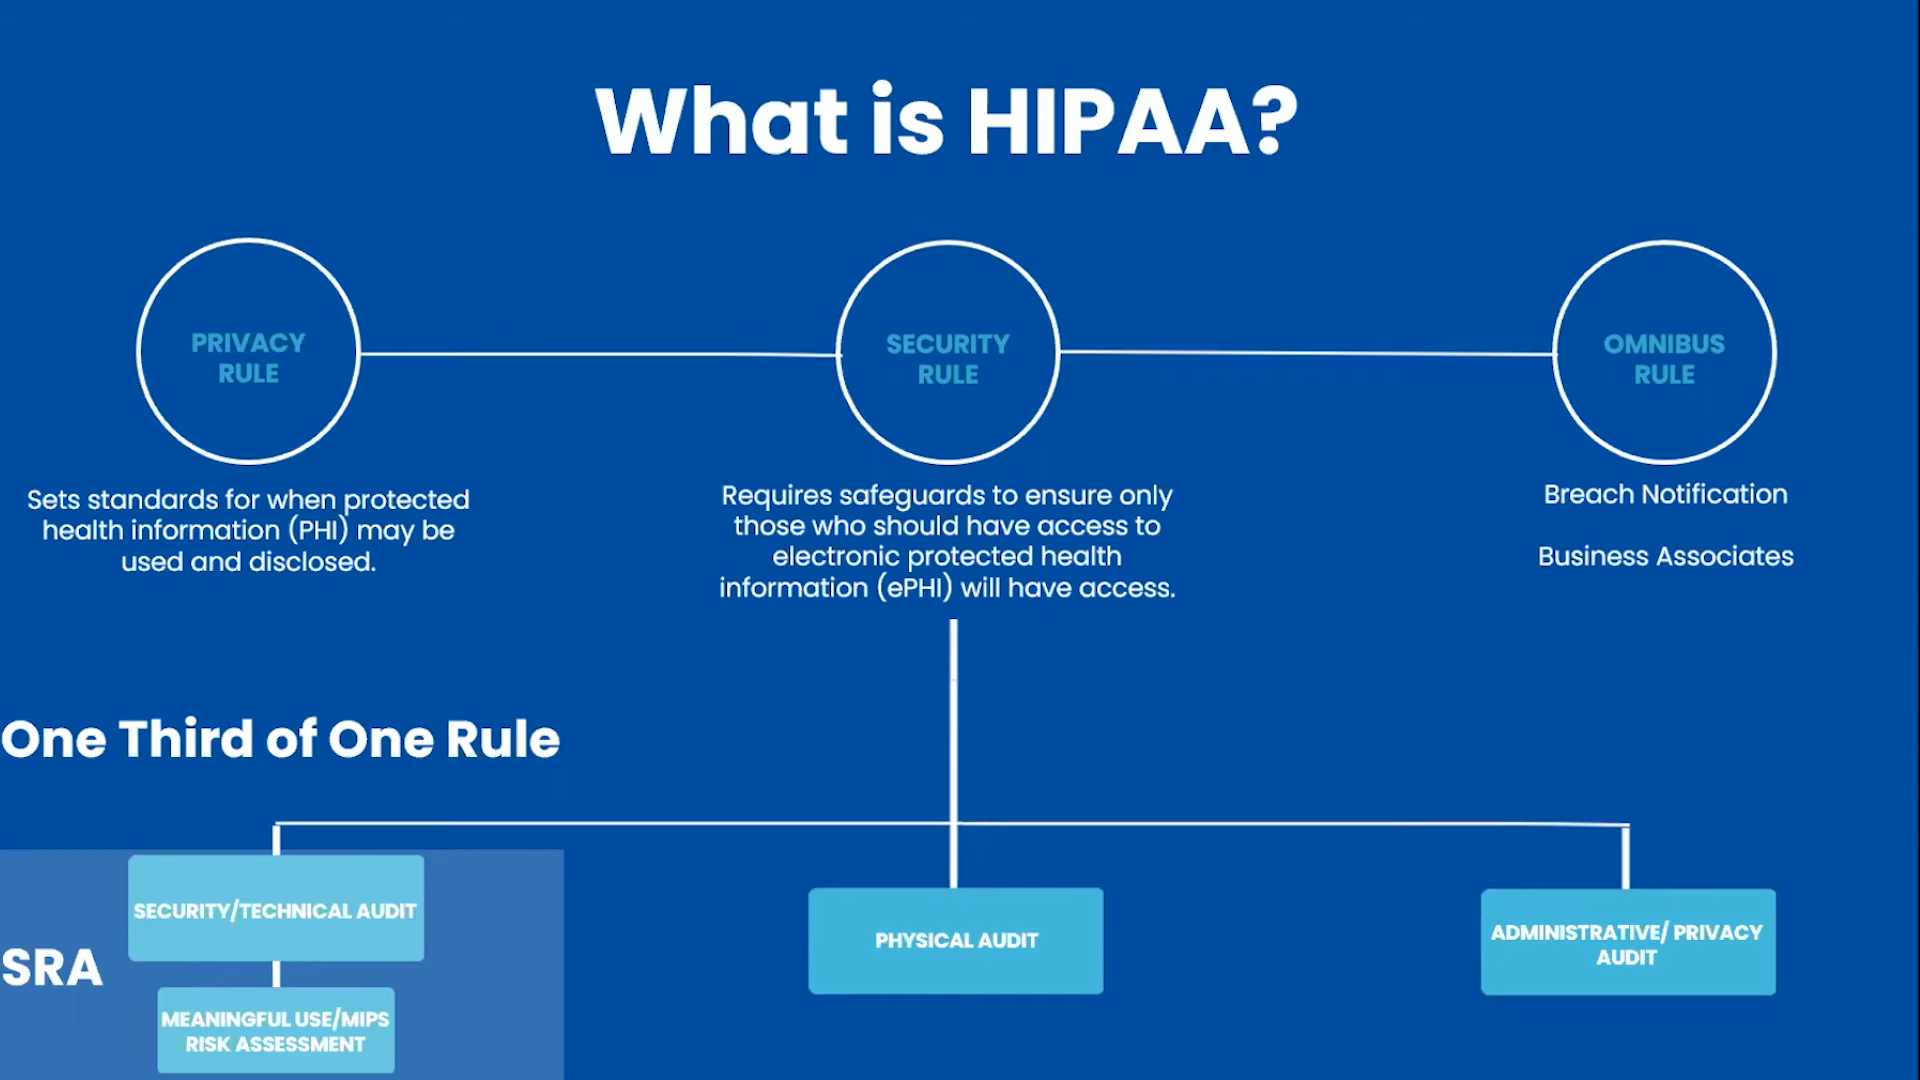 What is HIPAA?
PRIVACY
RULE
SECURITY
RULE
OMNIBUS
RULE
Sets standards for when protected
health information (PHI) may be
used and disclosed.
Requires safeguards to ensure only
those who should have access to
electronic protected health
information (ePHI) will have access.
Breach Notification
Business Associates
One Third of One Rule
SECURITY/TECHNICAL AUDIT
SRA
MEANINGFUL USE/MIPS
RISK ASSESSMENT
PHYSICAL AUDIT
ADMINISTRATIVE/ PRIVACY
AUDIT